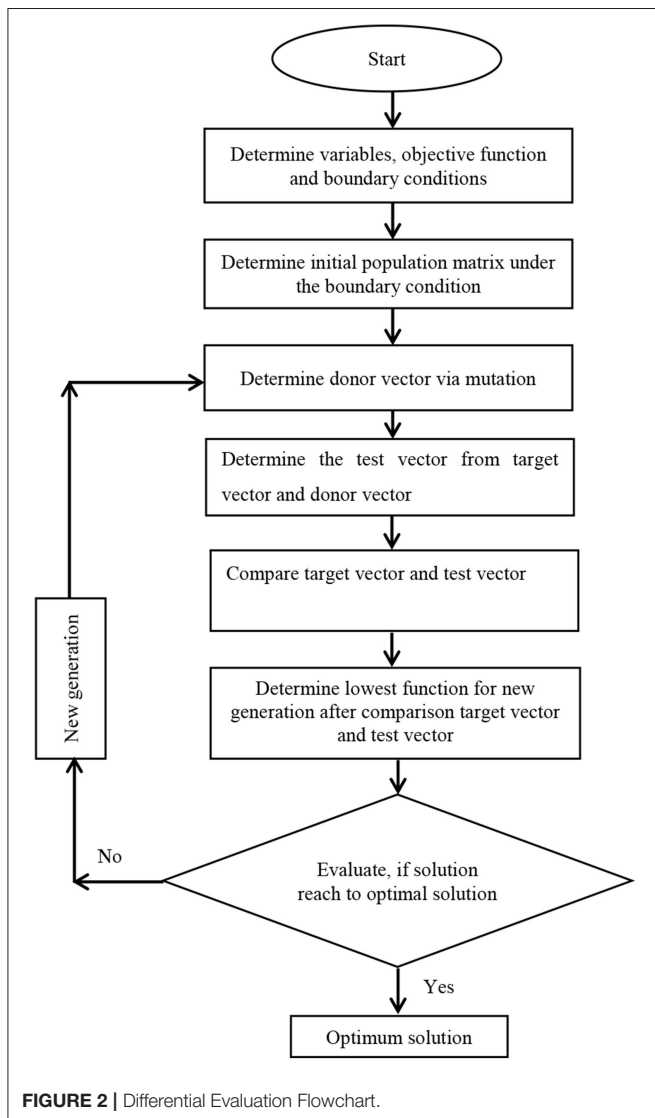 Start
Determine variables, objective function
and boundary conditions
Determine initial population matrix under
the boundary condition
Determine donor vector via mutation
Determine the test vector from target
vector and donor vector
Compare target vector and test vector
New generation
Determine lowest function for new
generation after comparison target vector
and test vector
No
Evaluate, if solution
reach to optimal solution
Yes
Optimum solution
FIGURE 2 | Differential Evaluation Flowchart.